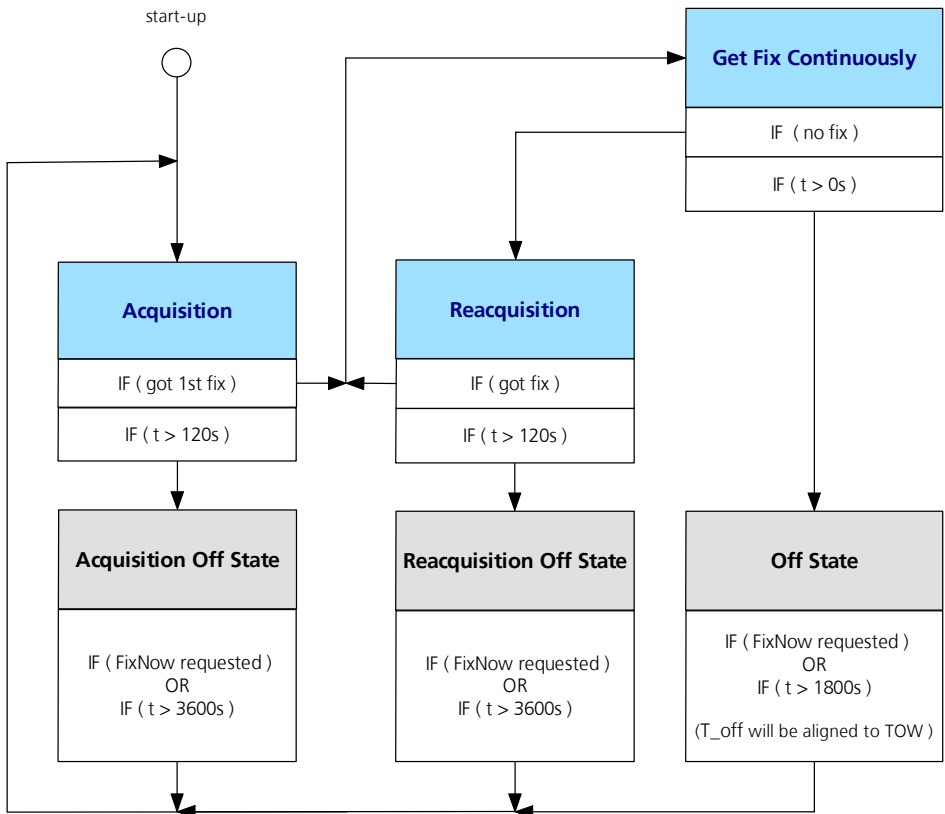 start-up
Get Fix Continuously
IF ( no fix )
IF ( t > 0s )
Acquisition
IF ( got 1st fix )
IF ( t > 120s )
Reacquisition
IF ( got fix )
IF ( t > 120s )
Acquisition Off State
IF ( FixNow requested )
OR
IF ( t > 3600s )
Reacquisition Off State
IF ( FixNow requested )
OR
IF ( t > 3600s )
Off State
IF ( FixNow requested )
OR
IF ( t > 1800s )
(T_off will be aligned to TOW )